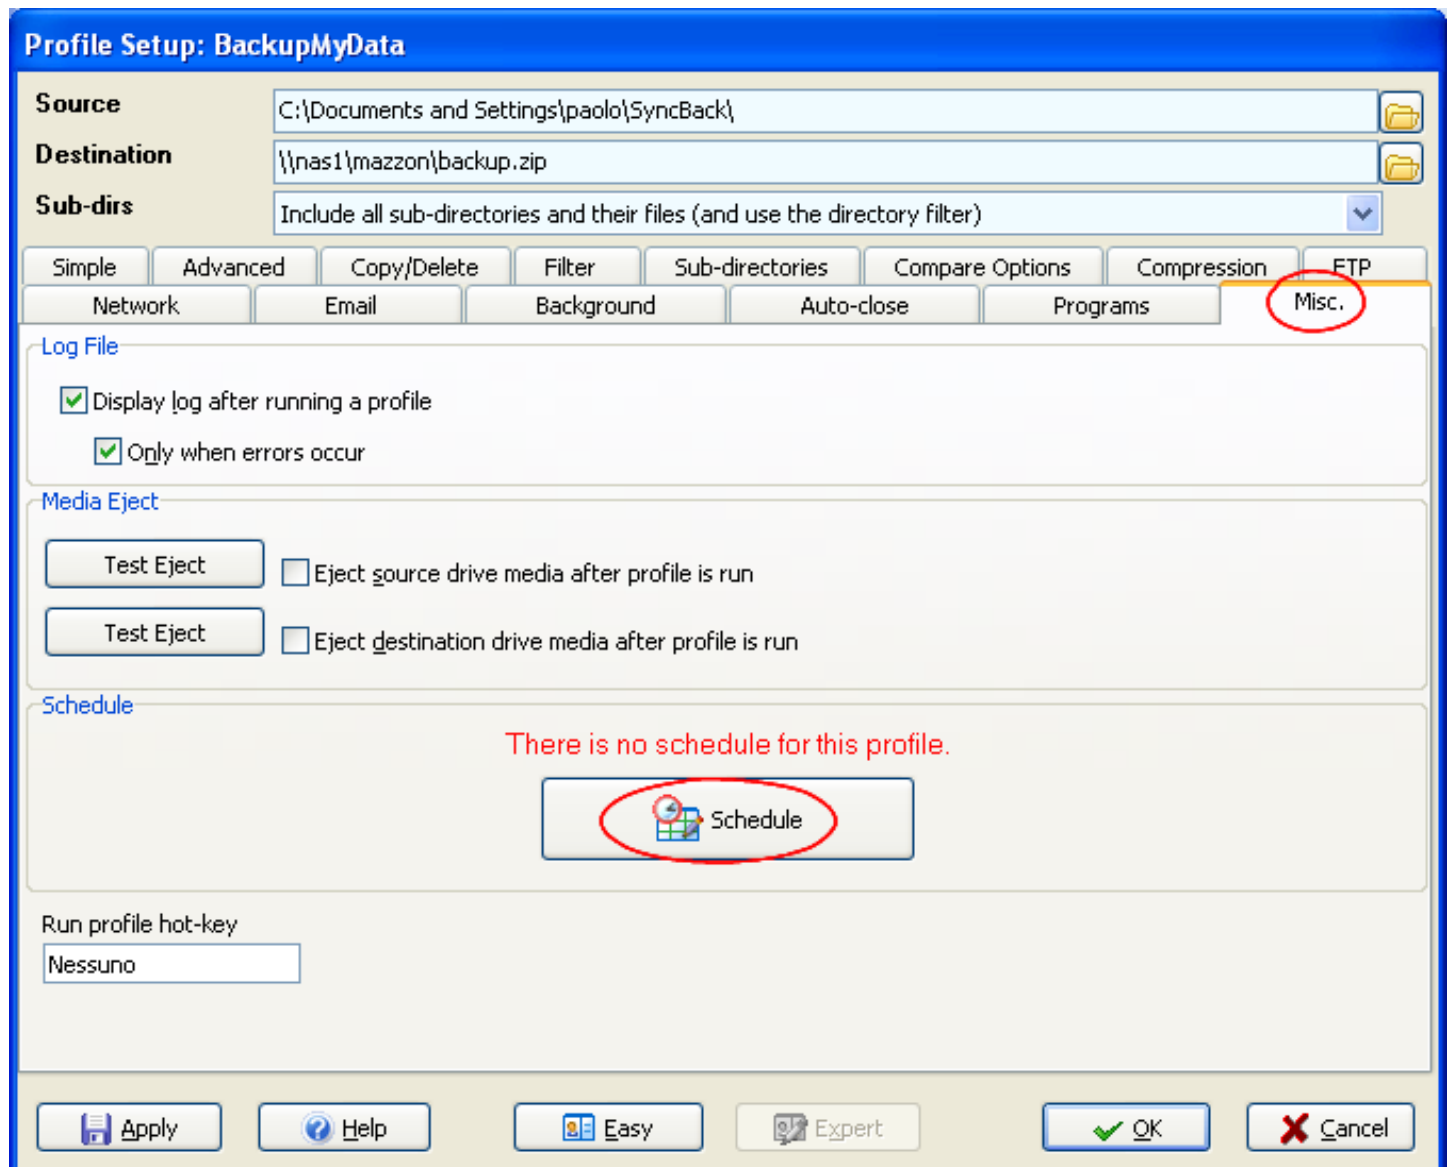 Profile Setup: BackupMyData
Source C:\Documents and Settings\paolo\SyncBack\
Destination \\nas1\mazzon\backup.zip
Sub-dirs Include all sub-directories and their files (and use the directory filter)
Simple Advanced Copy/Delete Filter Sub-directories Compare Options Compression FTP
Network Email Background Auto-close Programs Misc.
Log File
Display log after running a profile
Only when errors occur
Media Eject
Test Eject Eject source drive media after profile is run
Test Eject Eject destination drive media after profile is run
Schedule
There is no schedule for this profile.
Schedule
Run profile hot-key
Nessuno
Apply Help Easy Expert OK Cancel